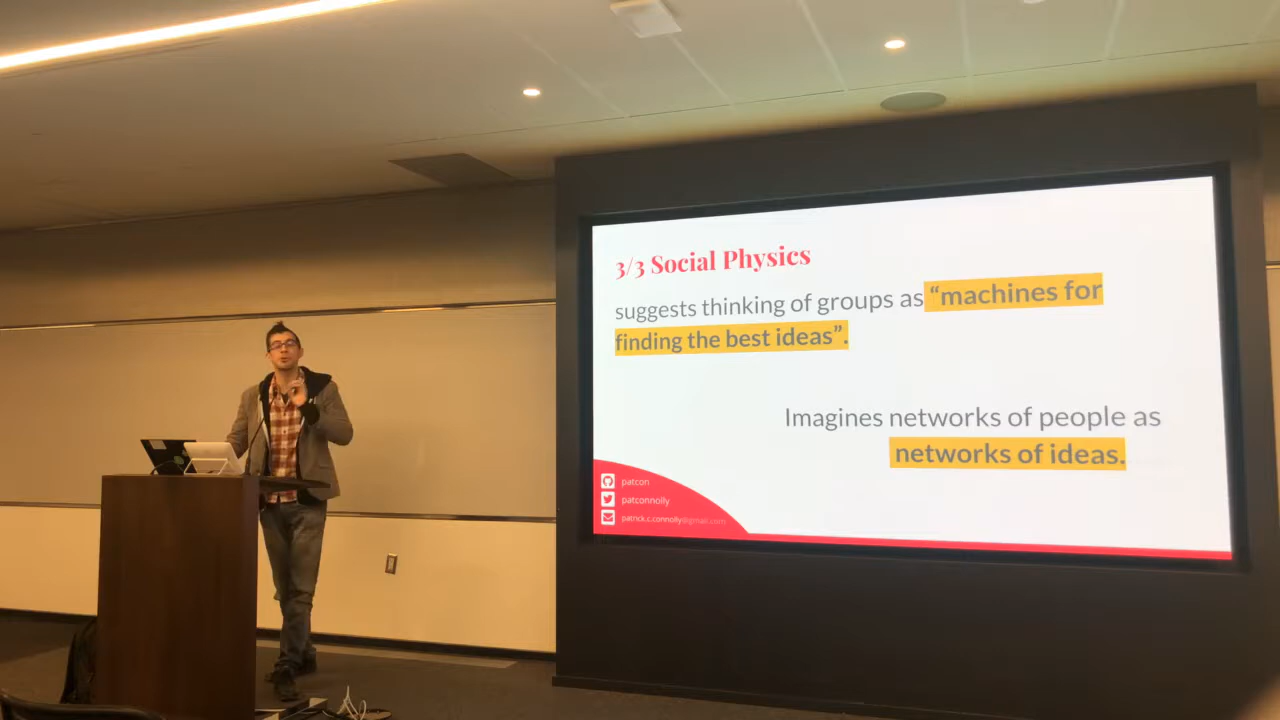 3/3 Social Physics
suggests thinking of groups as “machines for
finding the best ideas”.
Imagines networks of people as
networks of ideas.
patcon
patconnolly
patrick.c.connolly@gmail.com